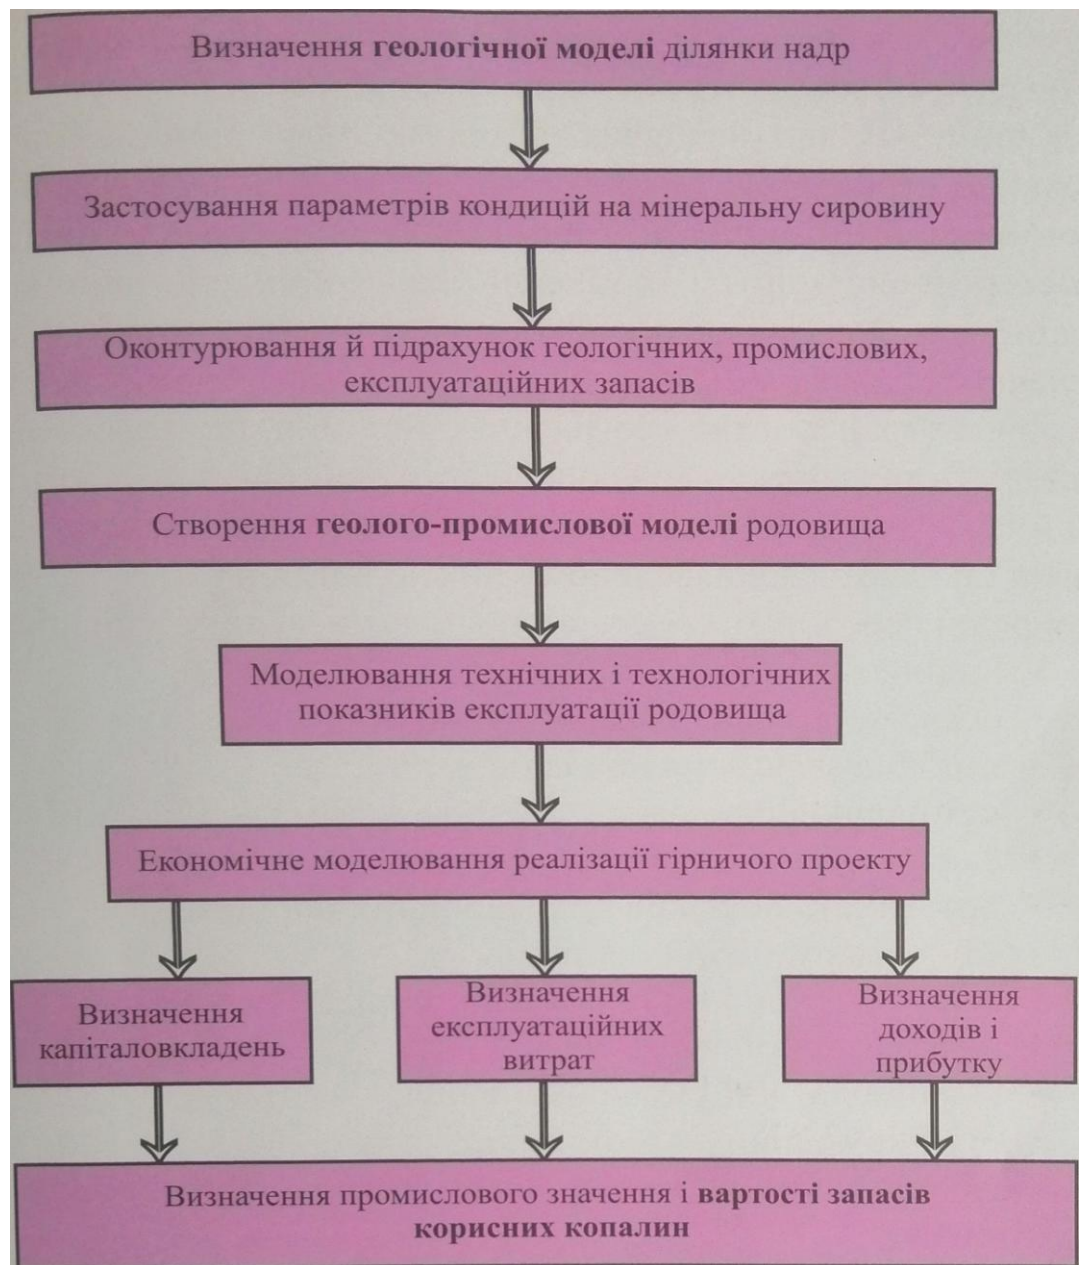 Визначення геологічної моделі ділянки надр
Застосування параметрів кондицій на мінеральну сировину
Оконтурювання й підрахунок геологічних, промислових,
експлуатаційних запасів
Створення геолого-промислової моделі родовища
Моделювання технічних і технологічних
показників експлуатації родовища
Економічне моделювання реалізації гірничого проекту
Визначення
капіталовкладень
Визначення
експлуатаційних
витрат
Визначення
доходів і
прибутку
Визначення промислового значення і вартості запасів
корисних копалин